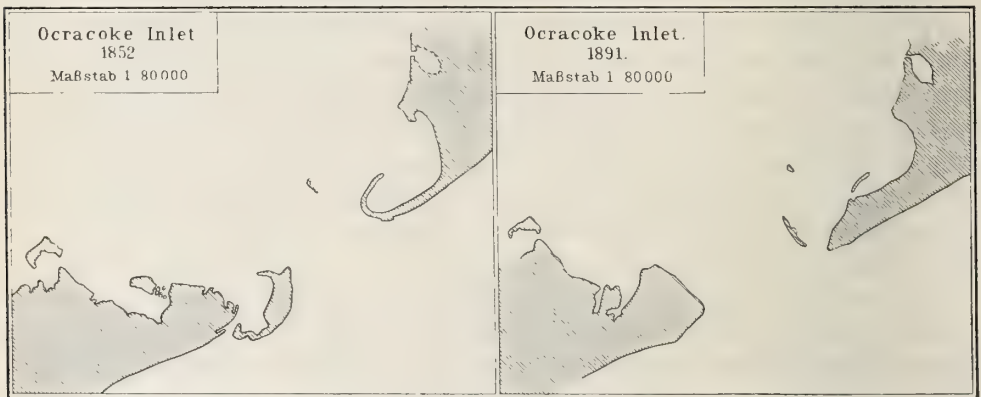 Ocracoke Inlet
1852
Maßstab 1 80000
Ocracoke Inlet.
1891.
Maßstab 1 80000